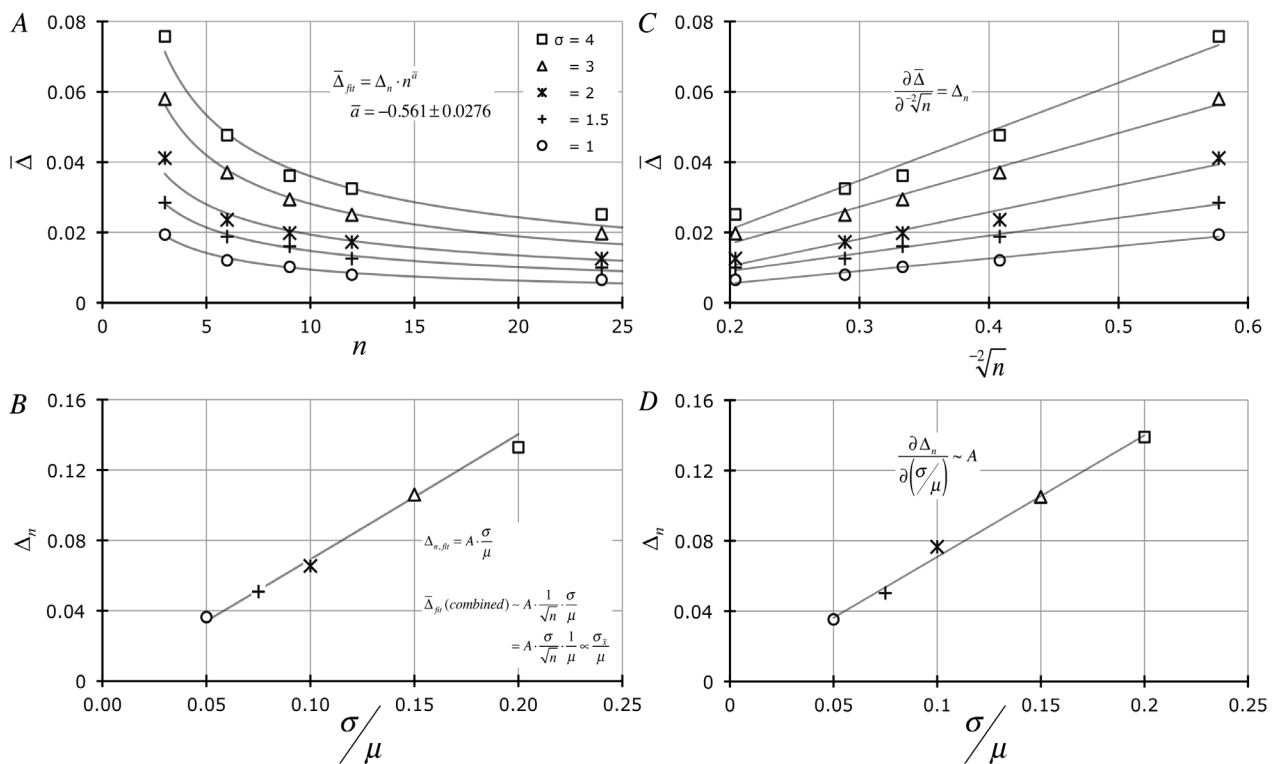 A
0.08
0.06
0.04
0.02
0
Δ̅
Δ̅_fit = Δ_n · n^a̅
a̅ = −0.561 ± 0.0276
σ = 4
= 3
= 2
= 1.5
= 1
0 5 10 15 20 25
n
C
0.08
0.06
0.04
0.02
0
Δ̅
∂Δ̅ / ∂ ⁻²√n = Δ_n
0.2 0.3 0.4 0.5 0.6
⁻²√n
B
0.16
0.12
0.08
0.04
0
Δ_n
Δ_n,fit = A · σ/μ
Δ̅_fit (combined) ~ A · 1/√n · σ/μ
= A · σ/√n · 1/μ ∝ σ_x̅/μ
0.00 0.05 0.10 0.15 0.20 0.25
σ/μ
D
0.16
0.12
0.08
0.04
0
Δ_n
∂Δ_n / ∂(σ/μ) ~ A
0 0.05 0.1 0.15 0.2 0.25
σ/μ